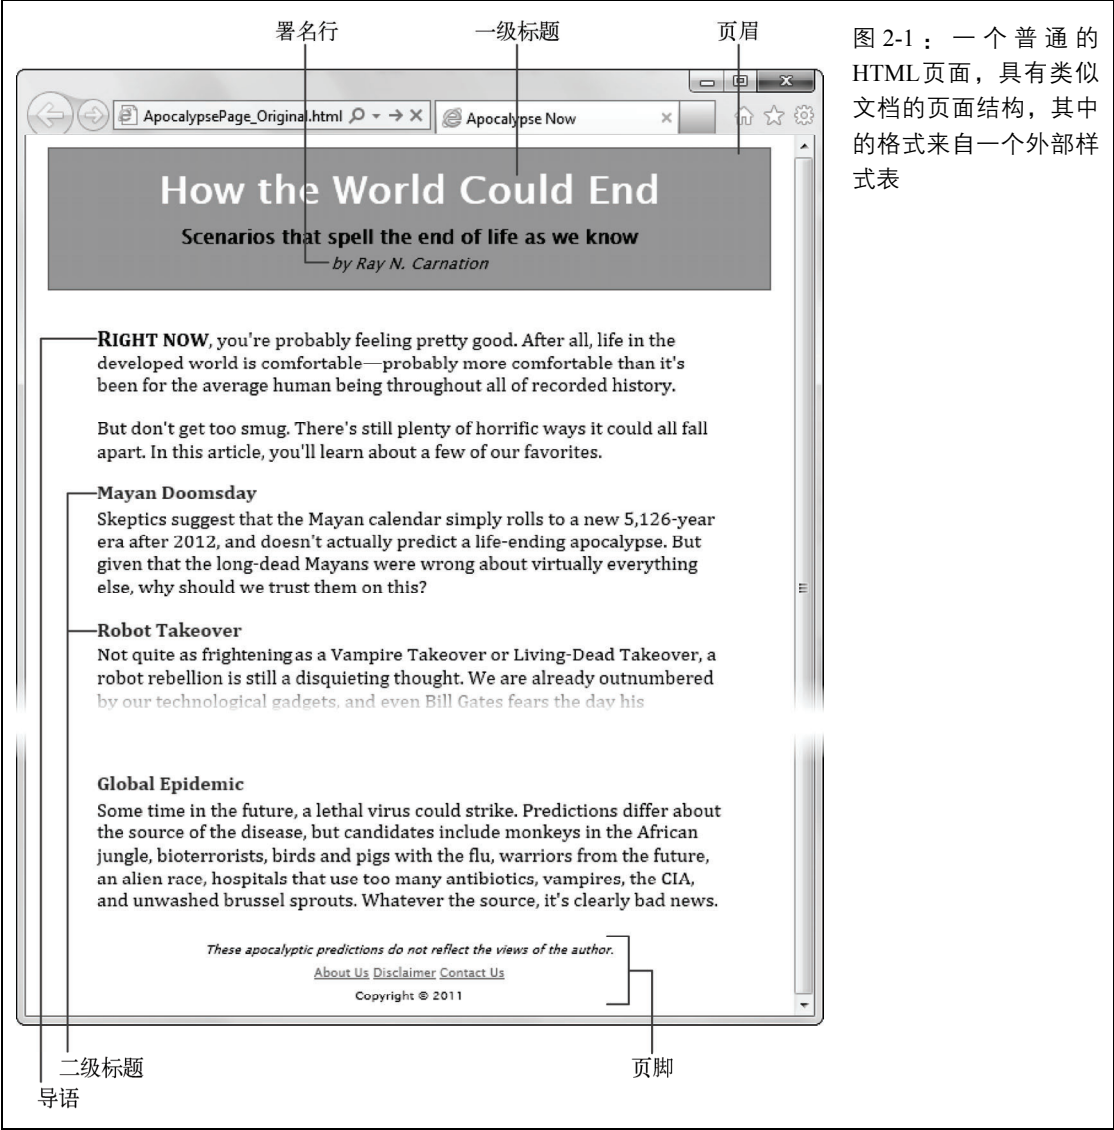 署名行
一级标题
页眉
图 2-1：一个普通的
HTML页面，具有类似
文档的页面结构，其中
的格式来自一个外部样
式表
ApocalypsePage_Original.html
Apocalypse Now
How the World Could End
Scenarios that spell the end of life as we know
by Ray N. Carnation
RIGHT NOW, you're probably feeling pretty good. After all, life in the
developed world is comfortable—probably more comfortable than it's
been for the average human being throughout all of recorded history.
But don't get too smug. There's still plenty of horrific ways it could all fall
apart. In this article, you'll learn about a few of our favorites.
Mayan Doomsday
Skeptics suggest that the Mayan calendar simply rolls to a new 5,126-year
era after 2012, and doesn't actually predict a life-ending apocalypse. But
given that the long-dead Mayans were wrong about virtually everything
else, why should we trust them on this?
Robot Takeover
Not quite as frightening as a Vampire Takeover or Living-Dead Takeover, a
robot rebellion is still a disquieting thought. We are already outnumbered
by our technological gadgets, and even Bill Gates fears the day his
Global Epidemic
Some time in the future, a lethal virus could strike. Predictions differ about
the source of the disease, but candidates include monkeys in the African
jungle, bioterrorists, birds and pigs with the flu, warriors from the future,
an alien race, hospitals that use too many antibiotics, vampires, the CIA,
and unwashed brussel sprouts. Whatever the source, it's clearly bad news.
These apocalyptic predictions do not reflect the views of the author.
About Us Disclaimer Contact Us
Copyright © 2011
二级标题
页脚
导语